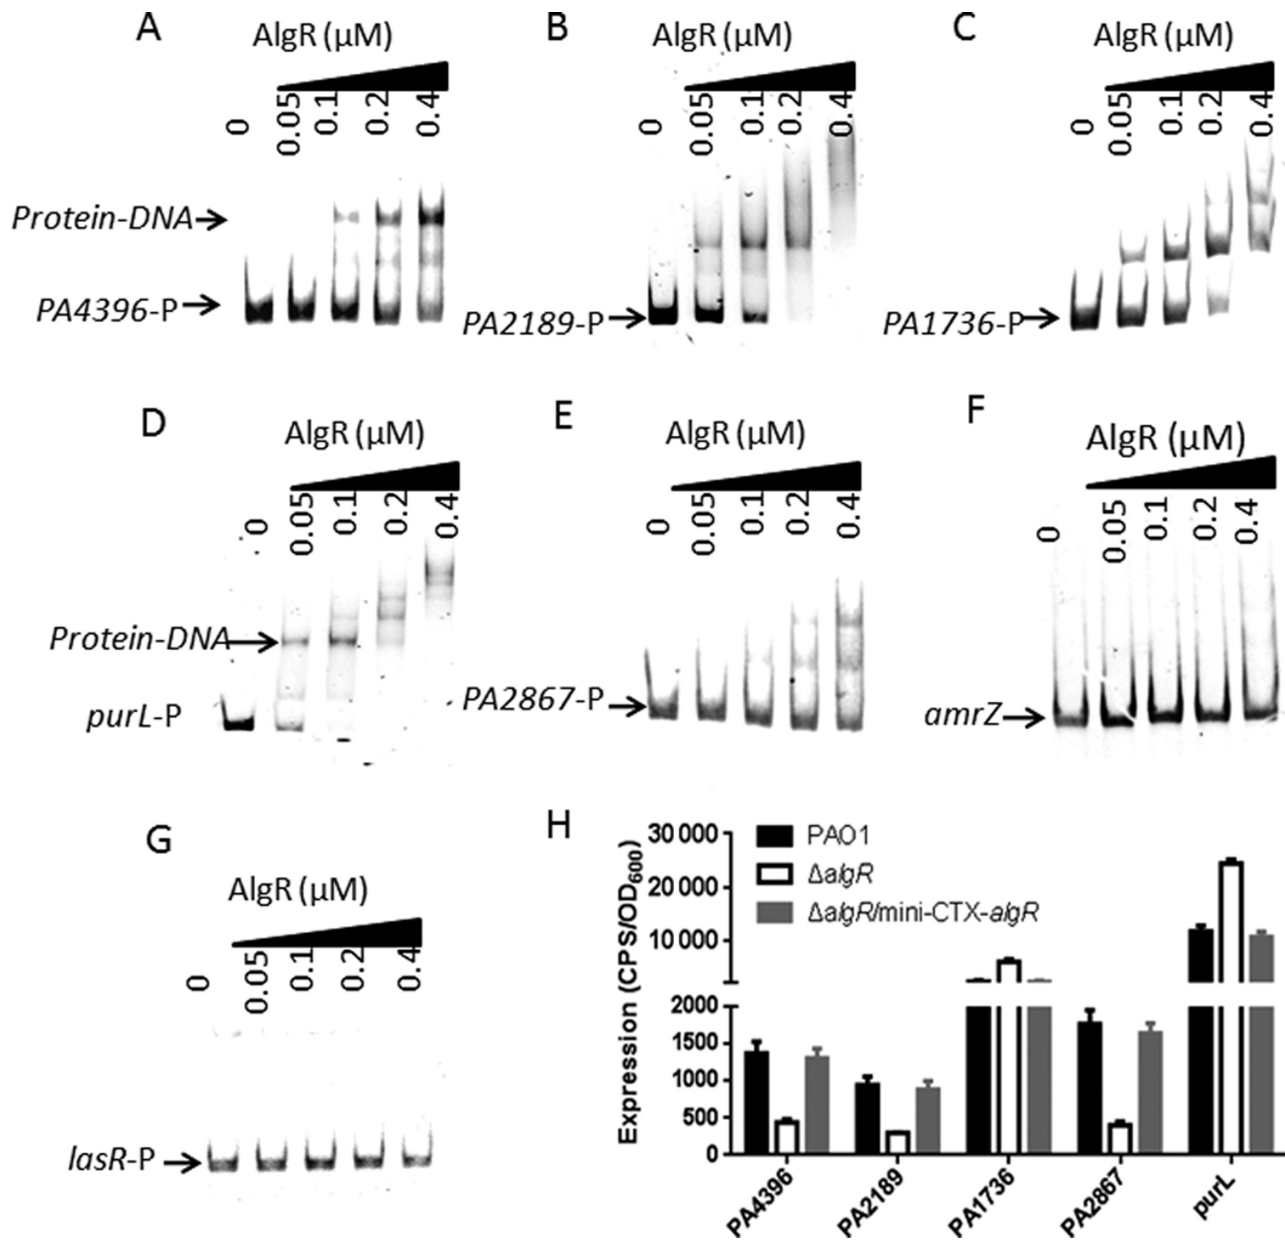 A
AlgR (µM)
0
0.05
0.1
0.2
0.4
Protein-DNA
PA4396-P
B
AlgR (µM)
0
0.05
0.1
0.2
0.4
PA2189-P
C
AlgR (µM)
0
0.05
0.1
0.2
0.4
PA1736-P
D
AlgR (µM)
0
0.05
0.1
0.2
0.4
Protein-DNA
purL-P
E
AlgR (µM)
0
0.05
0.1
0.2
0.4
PA2867-P
F
AlgR (µM)
0
0.05
0.1
0.2
0.4
amrZ
G
AlgR (µM)
0
0.05
0.1
0.2
0.4
lasR-P
H
Expression (CPS/OD600)
30 000
20 000
10 000
2000
1500
1000
500
0
PAO1
ΔalgR
ΔalgR/mini-CTX-algR
PA4396
PA2189
PA1736
PA2867
purL